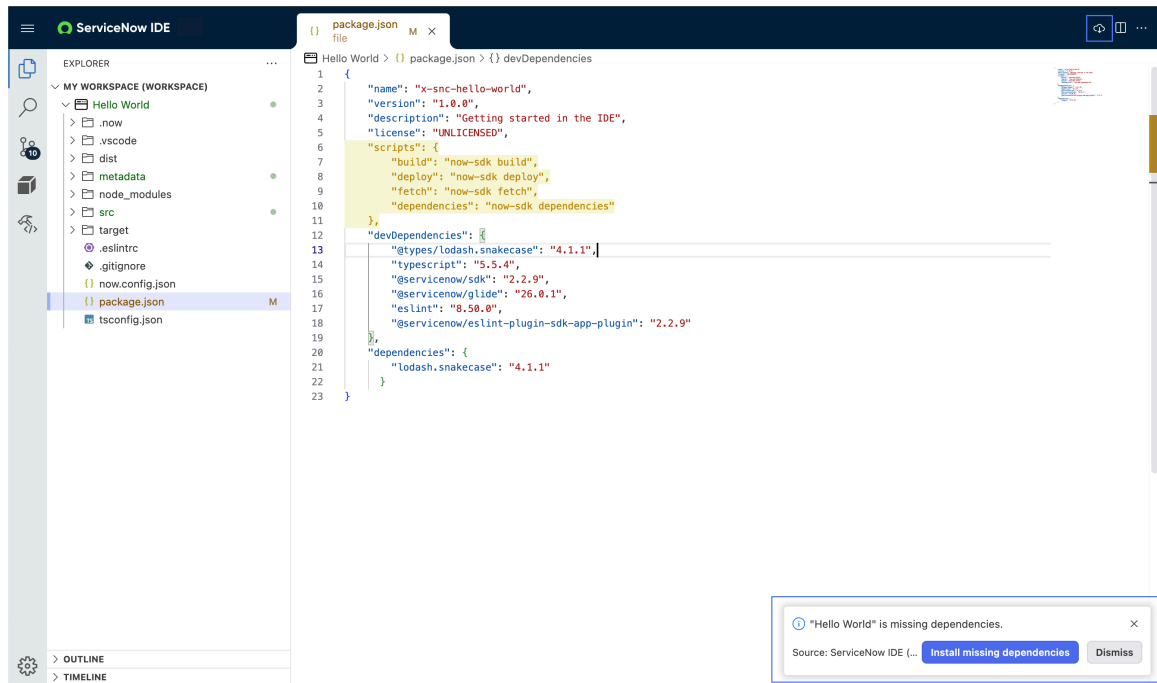 ServiceNow IDE
package.json
file
M
EXPLORER
MY WORKSPACE (WORKSPACE)
Hello World
.now
.vscode
dist
metadata
node_modules
src
target
.eslintrc
.gitignore
now.config.json
package.json M
tsconfig.json
10
OUTLINE
TIMELINE
Hello World > {} package.json > {} devDependencies
1 {
2 "name": "x-snc-hello-world",
3 "version": "1.0.0",
4 "description": "Getting started in the IDE",
5 "license": "UNLICENSED",
6 "scripts": {
7 "build": "now-sdk build",
8 "deploy": "now-sdk deploy",
9 "fetch": "now-sdk fetch",
10 "dependencies": "now-sdk dependencies"
11 },
12 "devDependencies": {
13 "@types/lodash.snakecase": "4.1.1",
14 "typescript": "5.5.4",
15 "@servicenow/sdk": "2.2.9",
16 "@servicenow/glide": "26.0.1",
17 "eslint": "8.50.0",
18 "@servicenow/eslint-plugin-sdk-app-plugin": "2.2.9"
19 },
20 "dependencies": {
21 "lodash.snakecase": "4.1.1"
22 }
23 }
"Hello World" is missing dependencies.
Source: ServiceNow IDE (...
Install missing dependencies
Dismiss